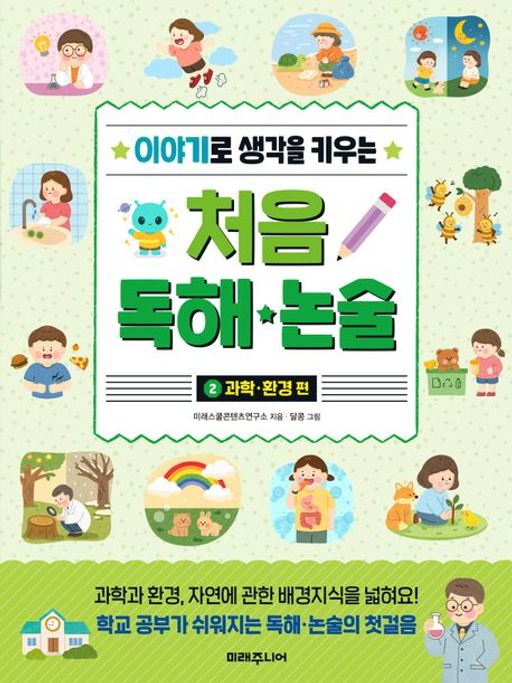 이야기로 생각을 키우는
처음
독해·논술
2 과학·환경 편
미래스쿨콘텐츠연구소 지음 · 달콩 그림
과학과 환경, 자연에 관한 배경지식을 넓혀요!
학교 공부가 쉬워지는 독해·논술의 첫걸음
미래주니어